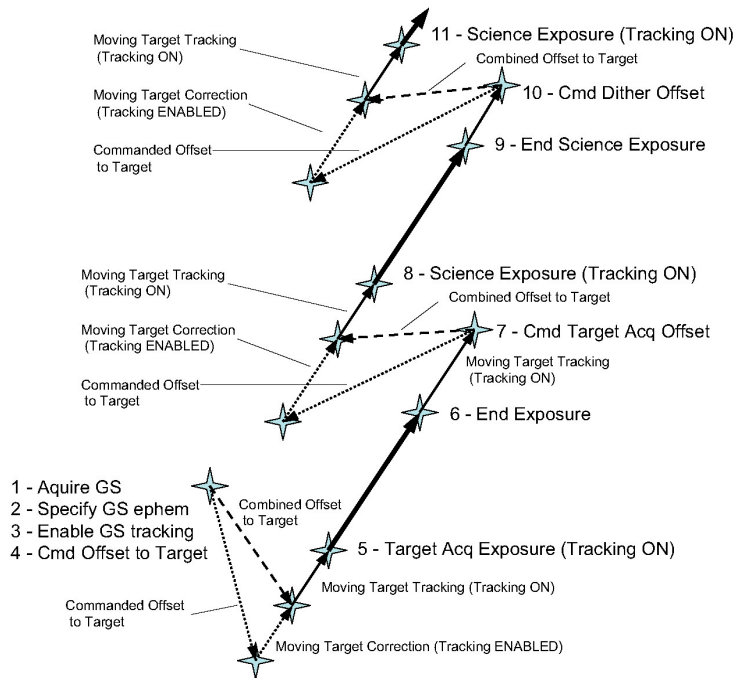 11 - Science Exposure (Tracking ON)
Moving Target Tracking
(Tracking ON)
Combined Offset to Target
10 - Cmd Dither Offset
Moving Target Correction
(Tracking ENABLED)
9 - End Science Exposure
Commanded Offset
to Target
8 - Science Exposure (Tracking ON)
Moving Target Tracking
(Tracking ON)
Combined Offset to Target
7 - Cmd Target Acq Offset
Moving Target Correction
(Tracking ENABLED)
Moving Target Tracking
(Tracking ON)
Commanded Offset
to Target
6 - End Exposure
1 - Aquire GS
2 - Specify GS ephem
3 - Enable GS tracking
4 - Cmd Offset to Target
Combined Offset
to Target
5 - Target Acq Exposure (Tracking ON)
Moving Target Tracking (Tracking ON)
Commanded Offset
to Target
Moving Target Correction (Tracking ENABLED)